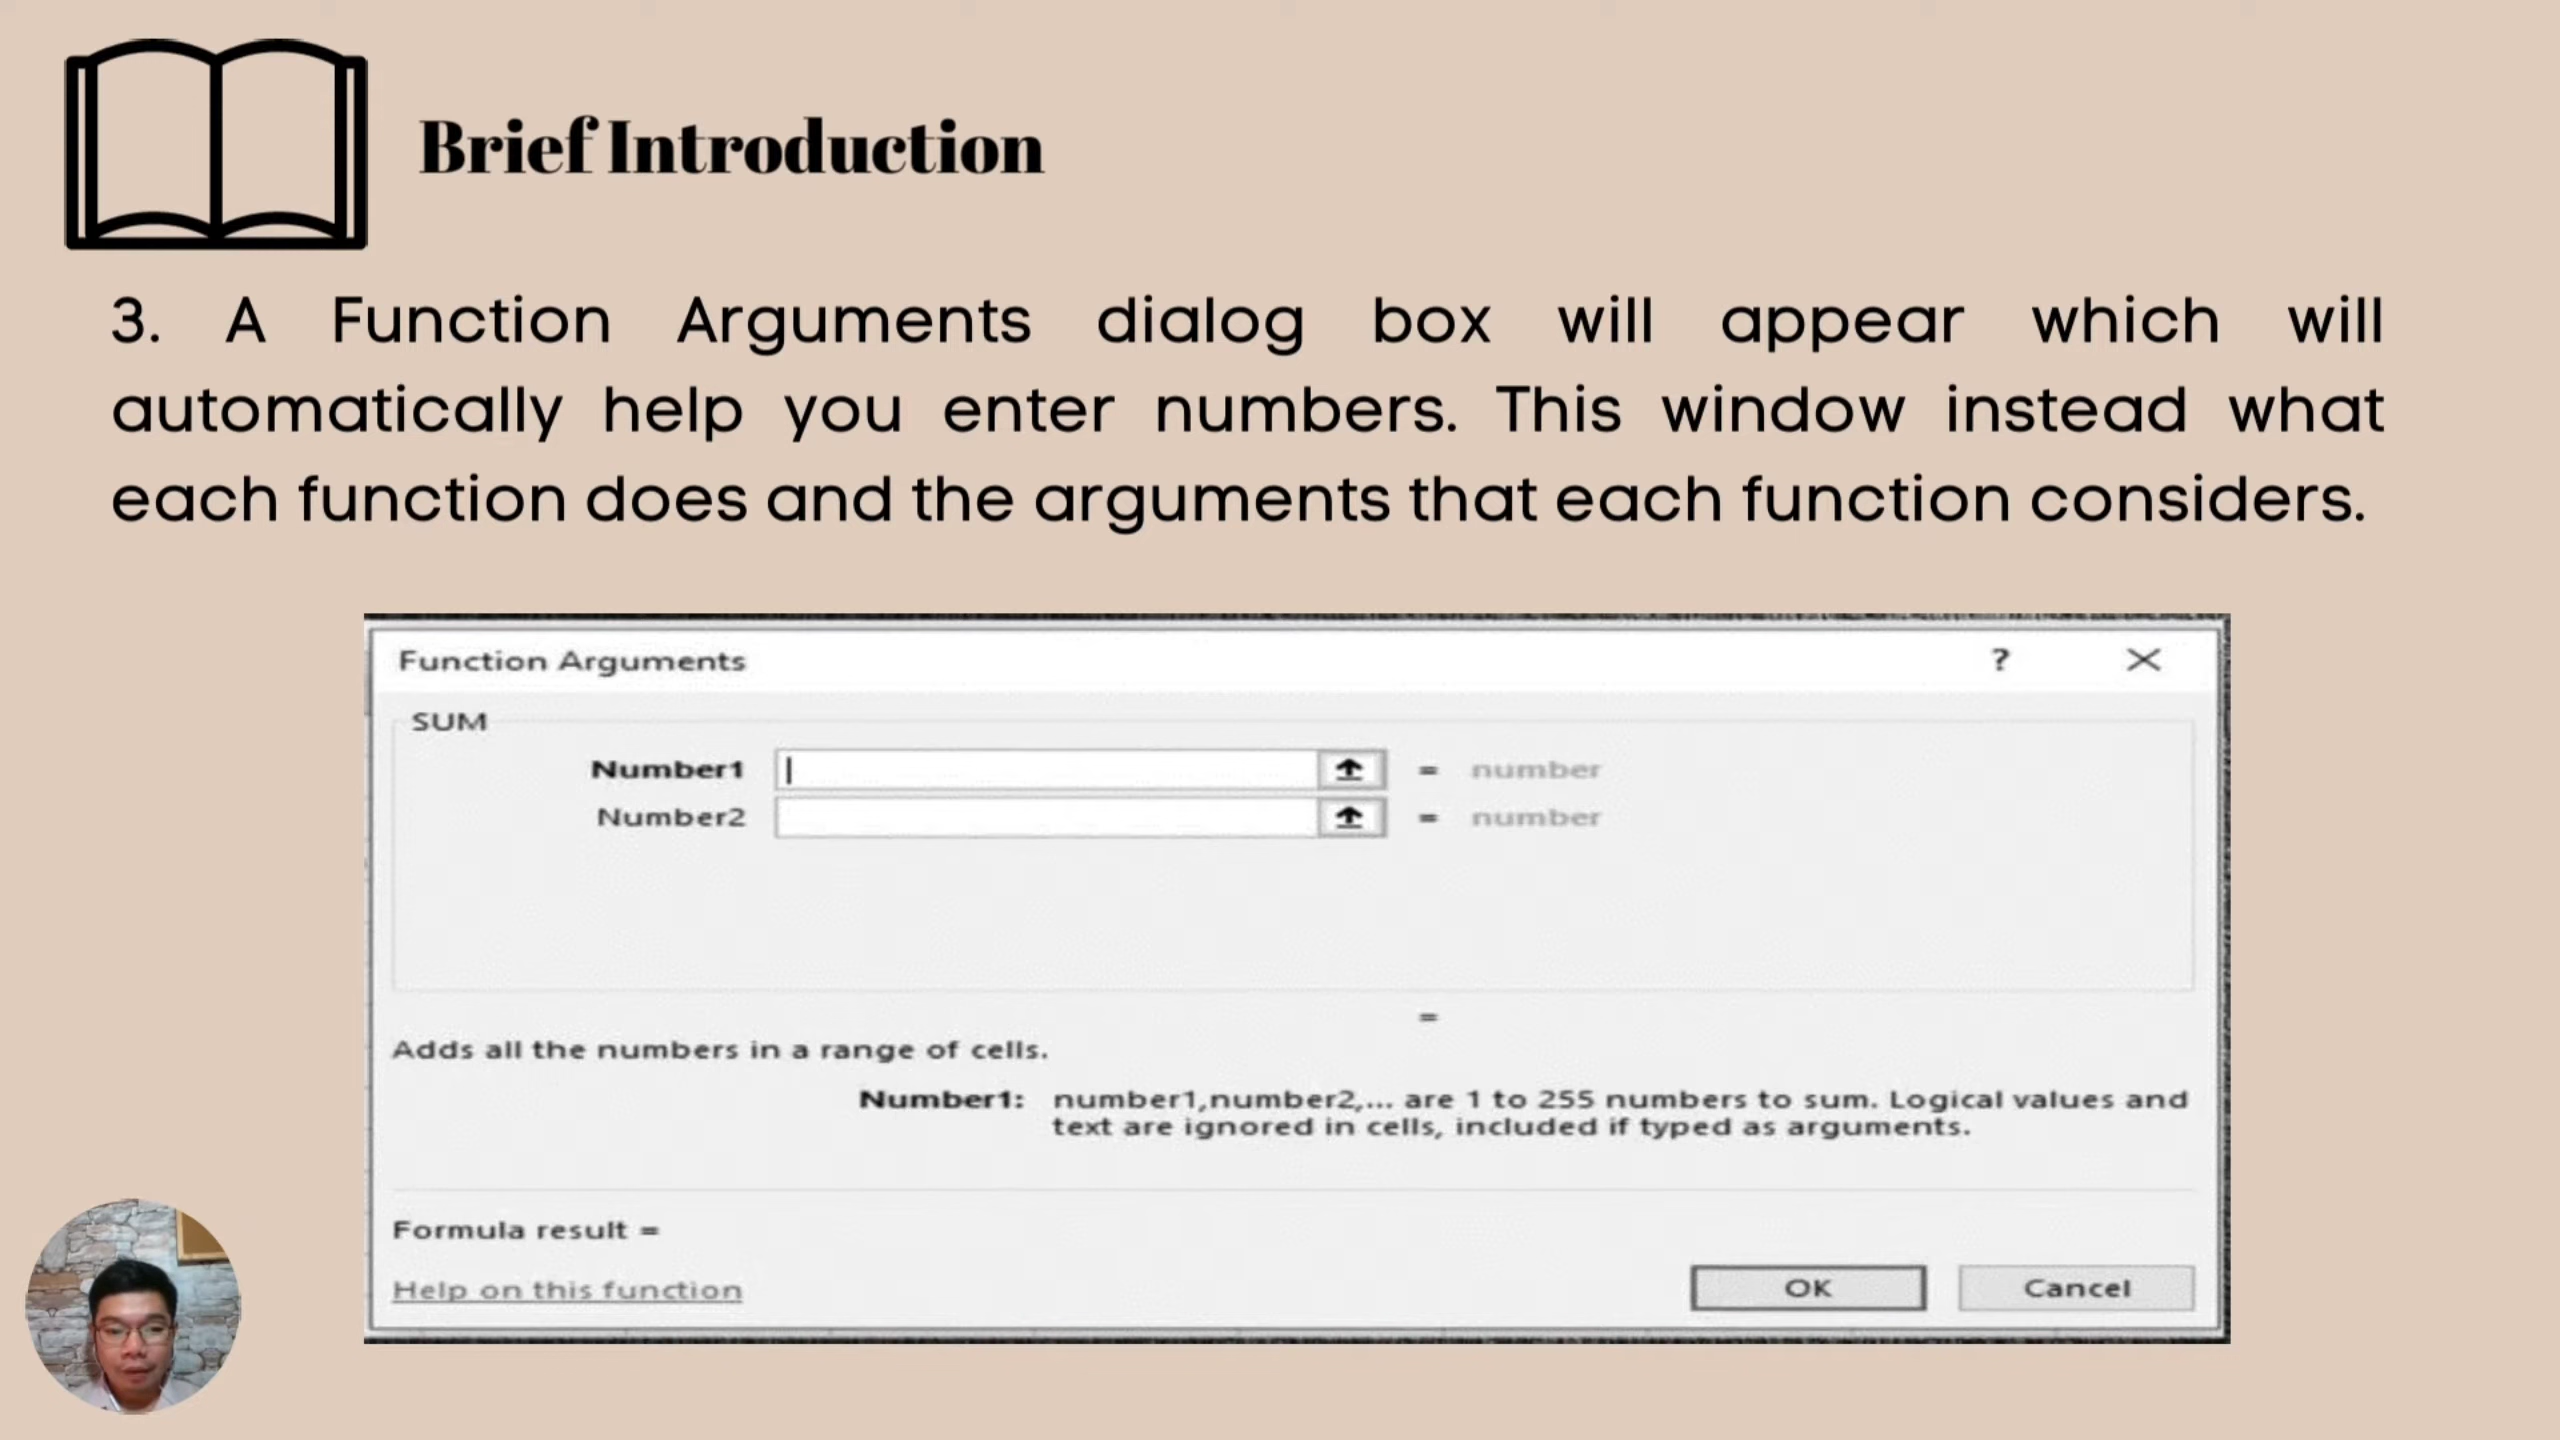 Brief Introduction
3. A Function Arguments dialog box will appear which will
automatically help you enter numbers. This window instead what
each function does and the arguments that each function considers.
Function Arguments ? ×
SUM
Number1 = number
Number2 = number
=
Adds all the numbers in a range of cells.
Number1: number1,number2,... are 1 to 255 numbers to sum. Logical values and
text are ignored in cells, included if typed as arguments.
Formula result =
Help on this function
OK Cancel